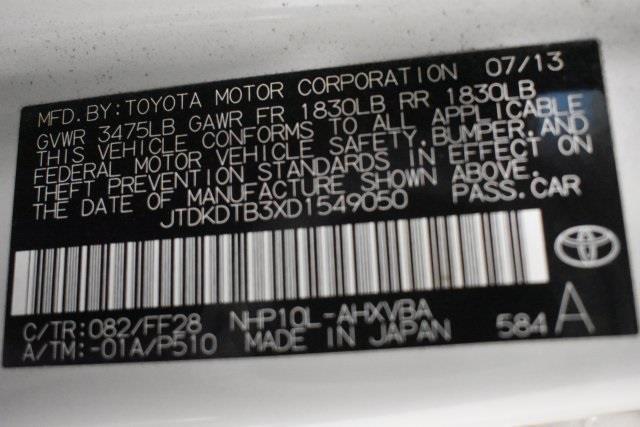 MFD.BY: TOYOTA MOTOR CORPORATION 07/13
GVWR 3475LB GAWR FR 1830LB RR 1830LB
THIS VEHICLE CONFORMS TO ALL APPLICABLE
FEDERAL MOTOR VEHICLE SAFETY, BUMPER, AND
THEFT PREVENTION STANDARDS IN EFFECT ON
THE DATE OF MANUFACTURE SHOWN ABOVE.
JTDKDTB3XD1549050 PASS.CAR
C/TR:082/FF28 NHP10L-AHXVBA A
A/TM:-01A/P510 MADE IN JAPAN 584